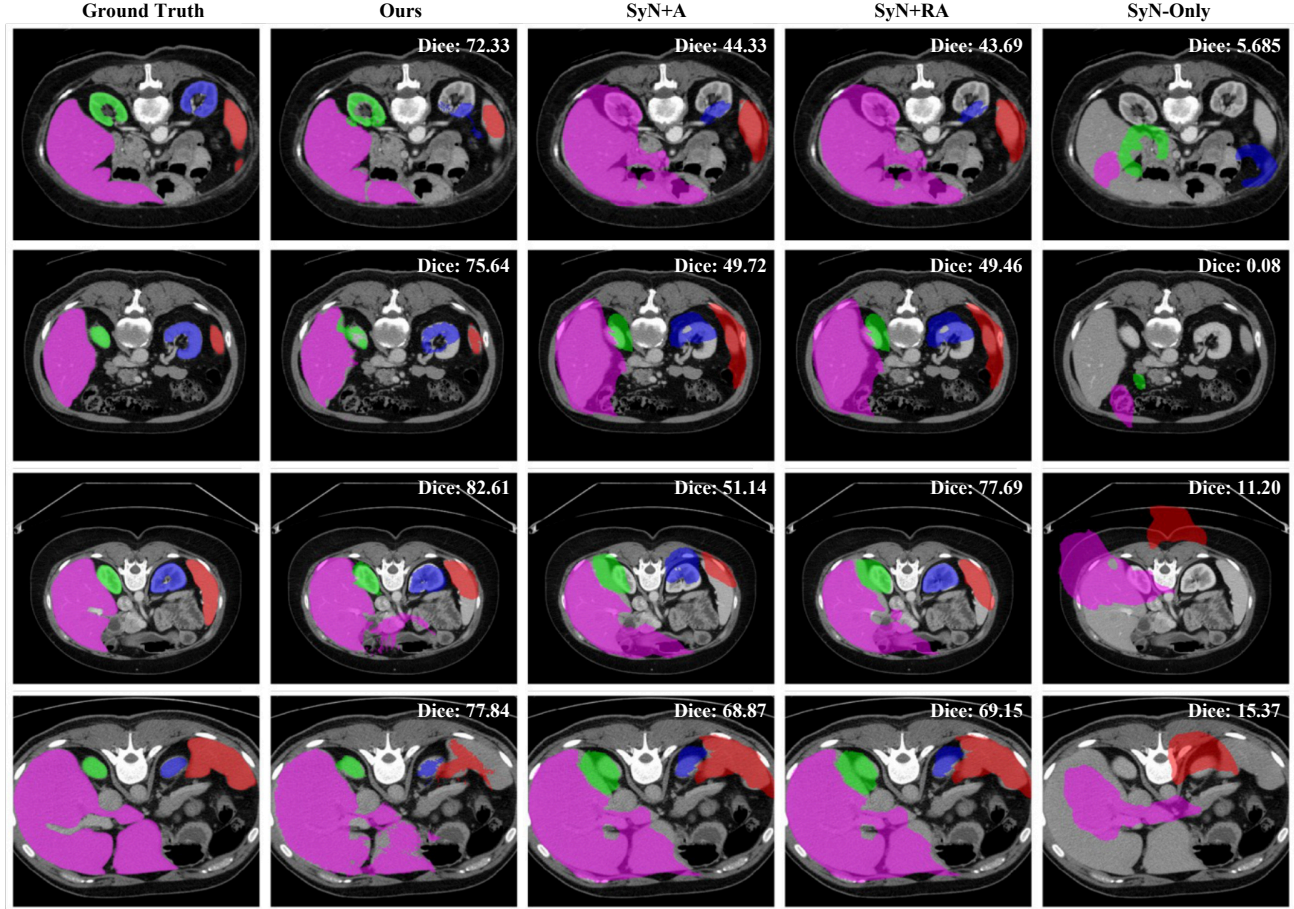 Ground Truth Ours SyN+A SyN+RA SyN-Only
Dice: 72.33 Dice: 44.33 Dice: 43.69 Dice: 5.685
Dice: 75.64 Dice: 49.72 Dice: 49.46 Dice: 0.08
Dice: 82.61 Dice: 51.14 Dice: 77.69 Dice: 11.20
Dice: 77.84 Dice: 68.87 Dice: 69.15 Dice: 15.37